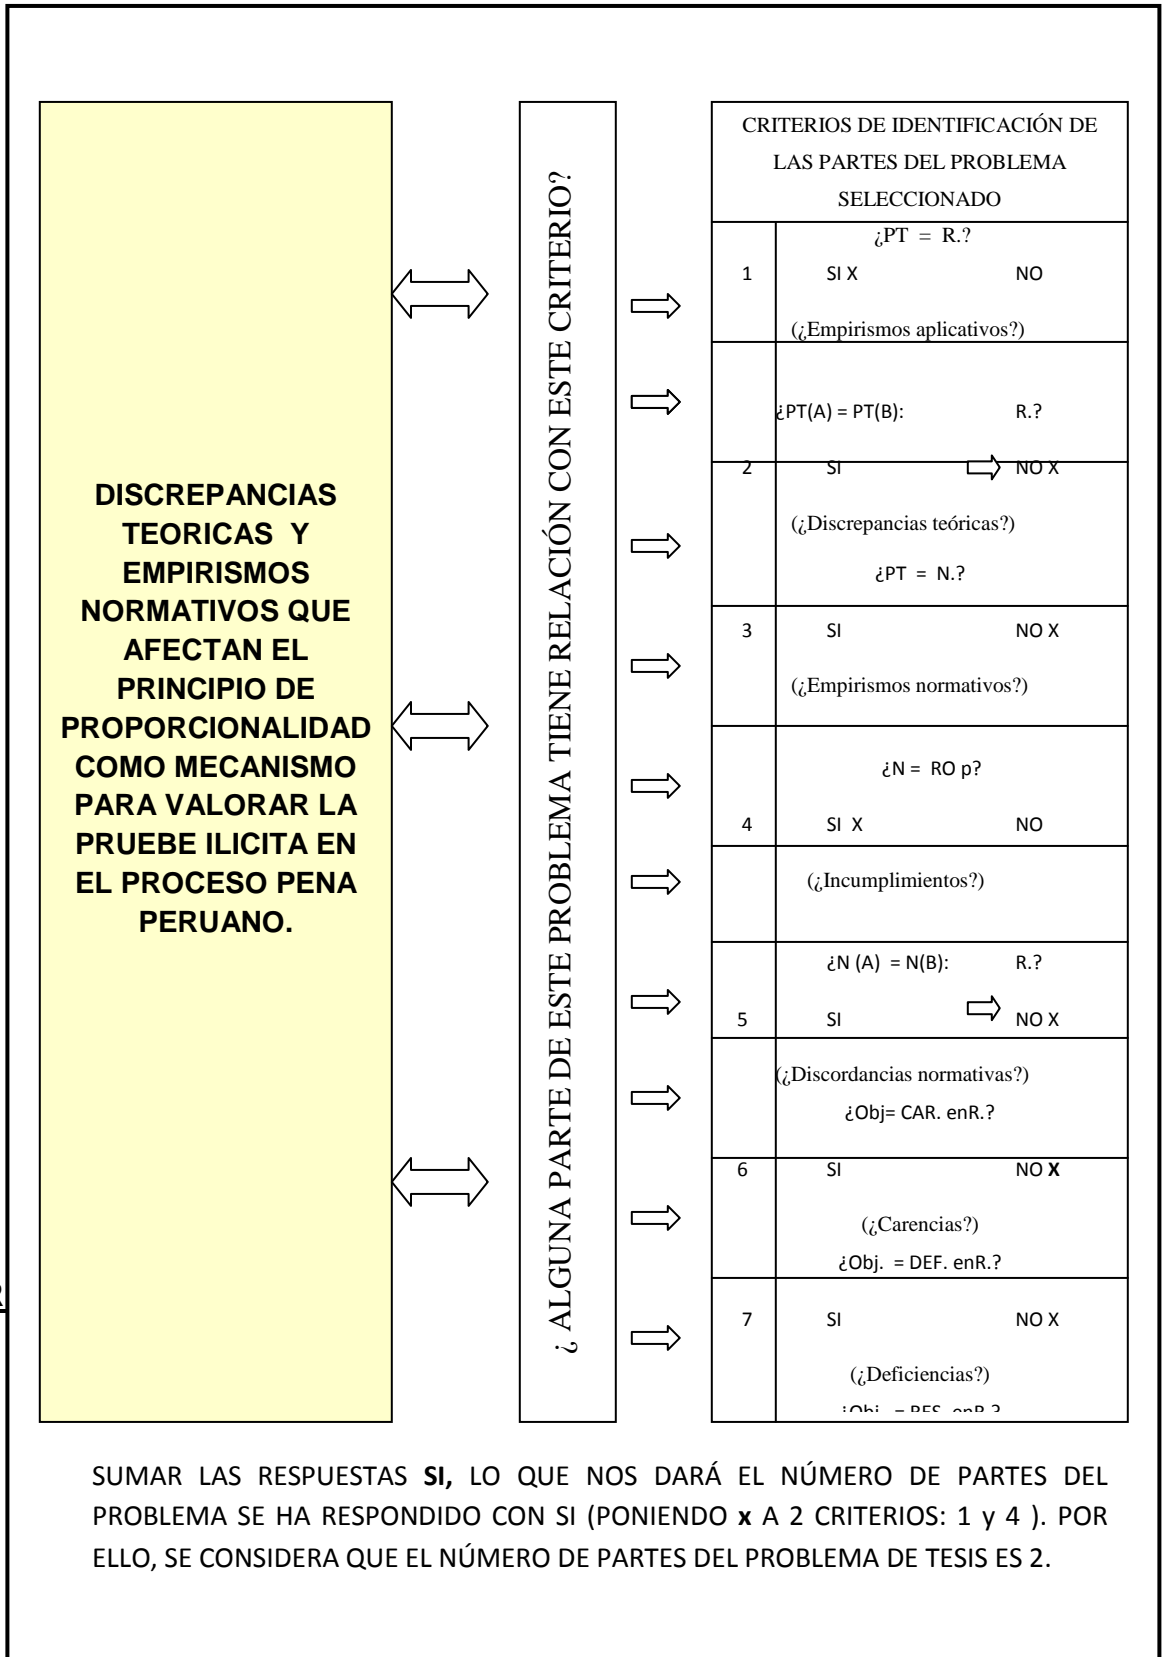 DISCREPANCIAS
TEORICAS Y
EMPIRISMOS
NORMATIVOS QUE
AFECTAN EL
PRINCIPIO DE
PROPORCIONALIDAD
COMO MECANISMO
PARA VALORAR LA
PRUEBE ILICITA EN
EL PROCESO PENA
PERUANO.
¿ ALGUNA PARTE DE ESTE PROBLEMA TIENE RELACIÓN CON ESTE CRITERIO?
CRITERIOS DE IDENTIFICACIÓN DE
LAS PARTES DEL PROBLEMA
SELECCIONADO
¿PT = R.?
1 SI X NO
(¿Empirismos aplicativos?)
¿PT(A) = PT(B): R.?
2 SI NO X
(¿Discrepancias teóricas?)
¿PT = N.?
3 SI NO X
(¿Empirismos normativos?)
¿N = RO p?
4 SI X NO
(¿Incumplimientos?)
¿N (A) = N(B): R.?
5 SI NO X
(¿Discordancias normativas?)
¿Obj= CAR. enR.?
6 SI NO X
(¿Carencias?)
¿Obj. = DEF. enR.?
7 SI NO X
(¿Deficiencias?)
¿Obj. = RES. enR.?
SUMAR LAS RESPUESTAS SI, LO QUE NOS DARÁ EL NÚMERO DE PARTES DEL
PROBLEMA SE HA RESPONDIDO CON SI (PONIENDO x A 2 CRITERIOS: 1 y 4 ). POR
ELLO, SE CONSIDERA QUE EL NÚMERO DE PARTES DEL PROBLEMA DE TESIS ES 2.